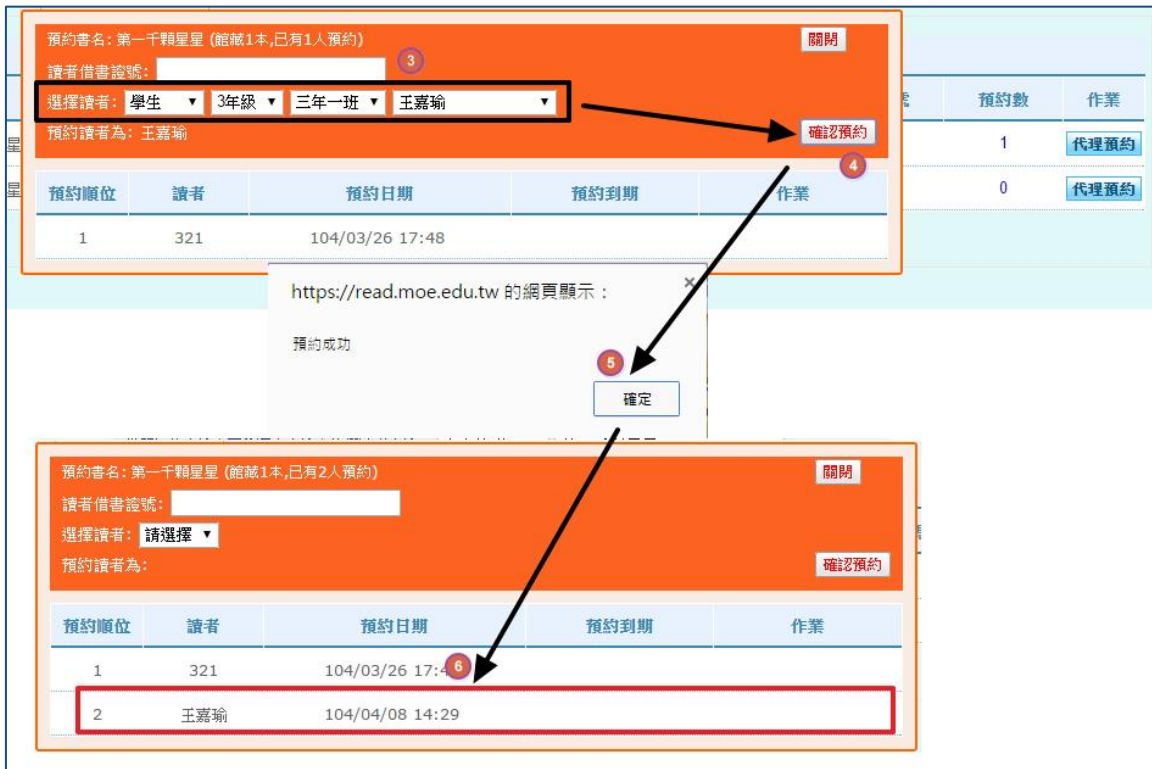 預約書名: 第一千顆星星 (館藏1本,已有1人預約) 關閉
讀者借書證號: 3
選擇讀者: 學生 3年級 三年一班 王嘉瑜
預約讀者為: 王嘉瑜 確認預約
4
預約數 作業
星 1 代理預約
星 0 代理預約
預約順位 讀者 預約日期 預約到期 作業
1 321 104/03/26 17:48
https://read.moe.edu.tw 的網頁顯示：
×
預約成功
5
確定
預約書名: 第一千顆星星 (館藏1本,已有2人預約) 關閉
讀者借書證號:
選擇讀者: 請選擇
預約讀者為: 確認預約
預約順位 讀者 預約日期 預約到期 作業
1 321 104/03/26 17:4 6
2 王嘉瑜 104/04/08 14:29